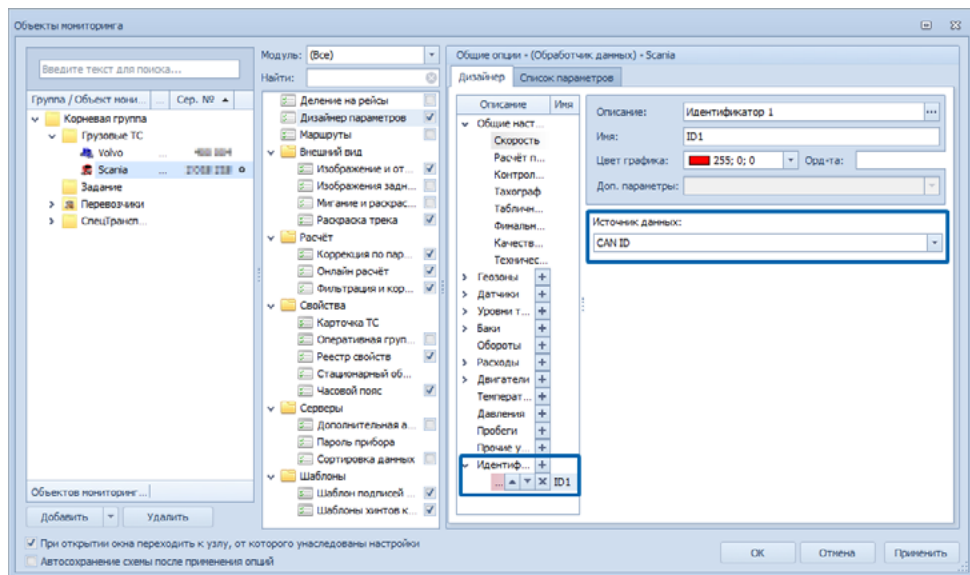 Объекты мониторинга
Введите текст для поиска...
Группа / Объект мони... ... Сер. №
Корневая группа
Грузовые ТС
Volvo ...
Scania ...
Задание
Перевозчики
СпецТрансп...
Объектов мониторинг...
Добавить Удалить
Модуль: (Все)
Найти:
Деление на рейсы
Дизайнер параметров
Маршруты
Внешний вид
Изображение и от...
Изображения задн...
Мигание и раскрас...
Раскраска трека
Расчёт
Коррекция по пар...
Онлайн расчёт
Фильтрация и кор...
Свойства
Карточка ТС
Оперативная груп...
Реестр свойств
Стационарный об...
Часовой пояс
Серверы
Дополнительная а...
Пароль прибора
Сортировка данных
Шаблоны
Шаблон подписей ...
Шаблоны хинтов к...
Общие опции - (Обработчик данных) - Scania
Дизайнер Список параметров
Описание Имя
Общие наст...
Скорость
Расчёт п...
Контрол...
Тахограф
Табличн...
Финальн...
Качеств...
Техничес...
Геозоны
Датчики
Уровни т...
Баки
Обороты
Расходы
Двигатели
Температ...
Давления
Пробеги
Прочие у...
Идентиф...
... ID1
Описание: Идентификатор 1 ...
Имя: ID1
Цвет графика: 255; 0; 0 Орд-та:
Доп. параметры:
Источник данных:
CAN ID
При открытии окна переходить к узлу, от которого унаследованы настройки
Автосохранение схемы после применения опций
ОК Отмена Применить